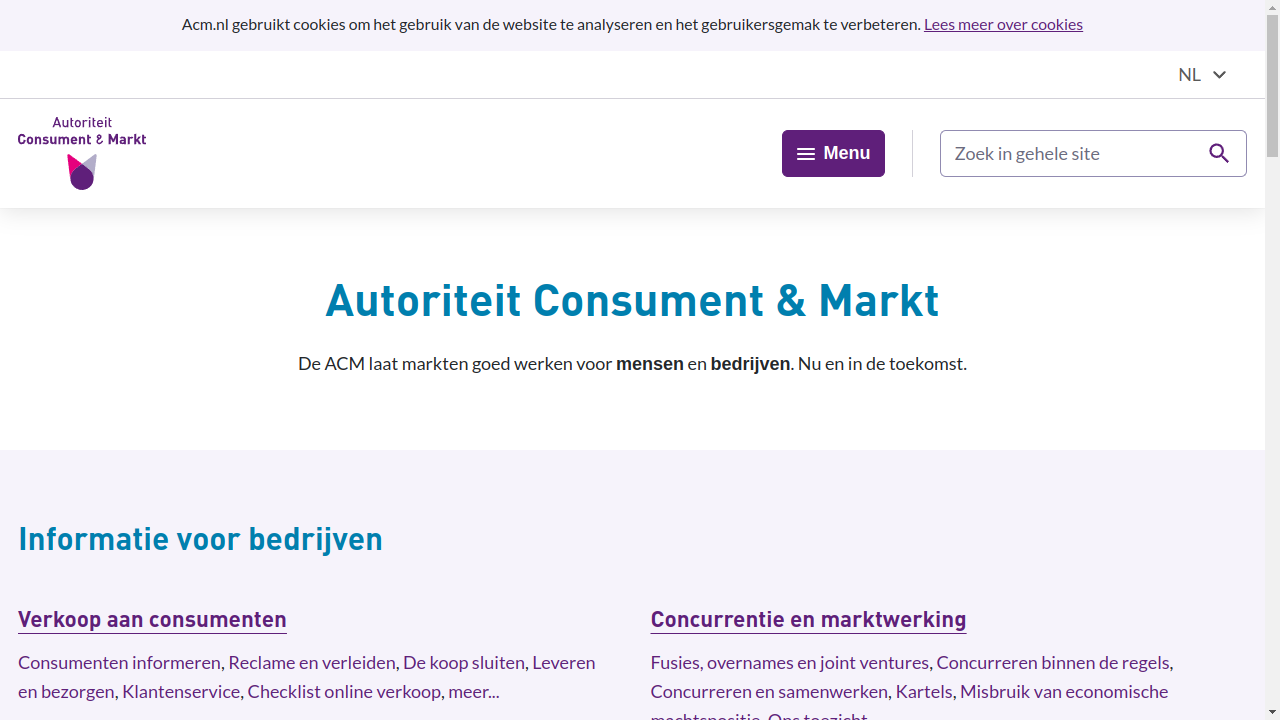 Acm.nl gebruikt cookies om het gebruik van de website te analyseren en het gebruikersgemak te verbeteren. Lees meer over cookies
NL
Autoriteit
Consument & Markt
Menu
Zoek in gehele site
Autoriteit Consument & Markt
De ACM laat markten goed werken voor mensen en bedrijven. Nu en in de toekomst.
Informatie voor bedrijven
Verkoop aan consumenten
Consumenten informeren, Reclame en verleiden, De koop sluiten, Leveren
en bezorgen, Klantenservice, Checklist online verkoop, meer...
Concurrentie en marktwerking
Fusies, overnames en joint ventures, Concurreren binnen de regels,
Concurreren en samenwerken, Kartels, Misbruik van economische
machtspositie, Ons toezicht